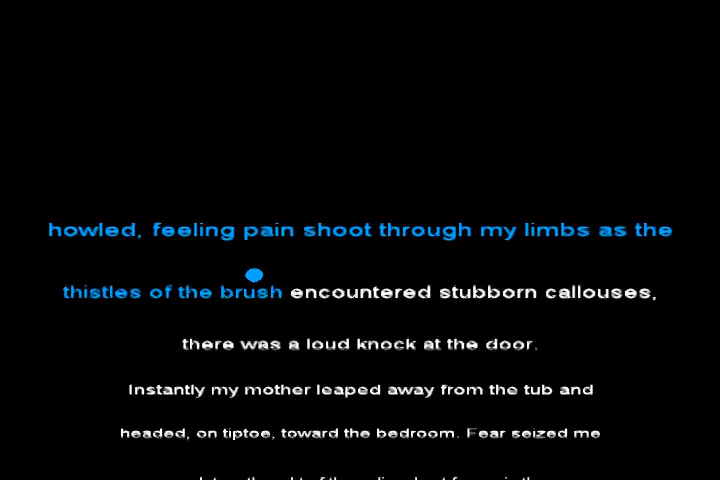 howled, feeling pain shoot through my limbs as the
thistles of the brush encountered stubborn callouses,
there was a loud knock at the door.
Instantly my mother leaped away from the tub and
headed, on tiptoe, toward the bedroom. Fear seized me